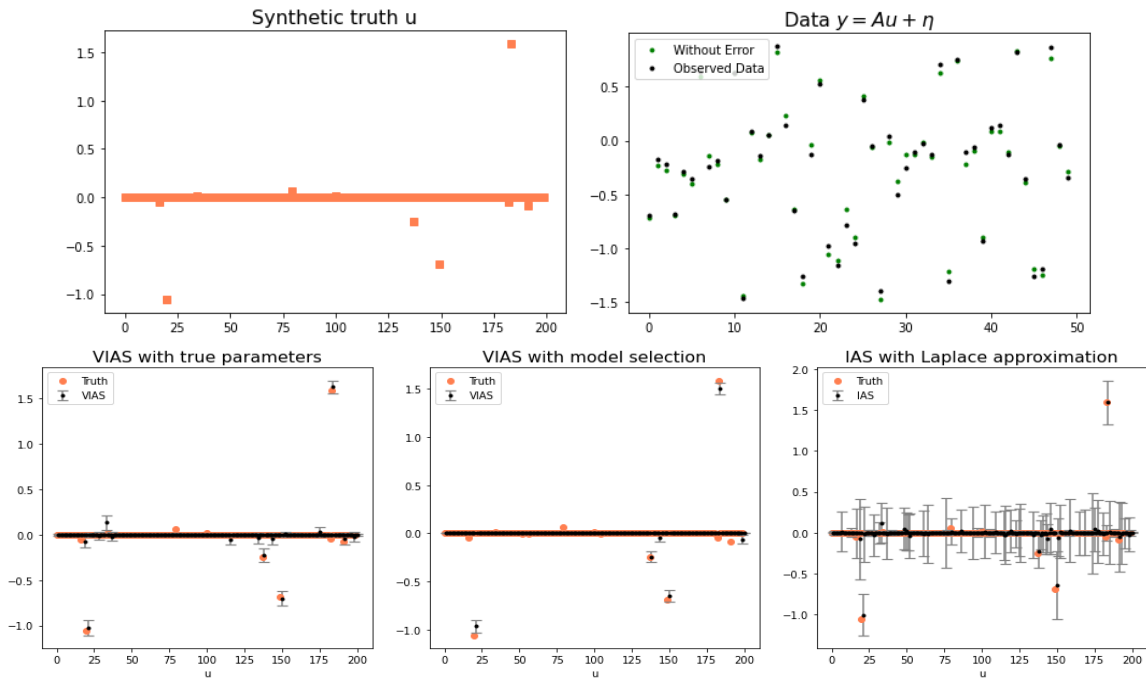 Synthetic truth u
1.5
1.0
0.5
0.0
−0.5
−1.0
0 25 50 75 100 125 150 175 200
Data y = Au + η
Without Error
Observed Data
0.5
0.0
−0.5
−1.0
−1.5
0 10 20 30 40 50
VIAS with true parameters
Truth
VIAS
1.5
1.0
0.5
0.0
−0.5
−1.0
0 25 50 75 100 125 150 175 200
u
VIAS with model selection
Truth
VIAS
1.5
1.0
0.5
0.0
−0.5
−1.0
0 25 50 75 100 125 150 175 200
u
IAS with Laplace approximation
Truth
IAS
2.0
1.5
1.0
0.5
0.0
−0.5
−1.0
0 25 50 75 100 125 150 175 200
u